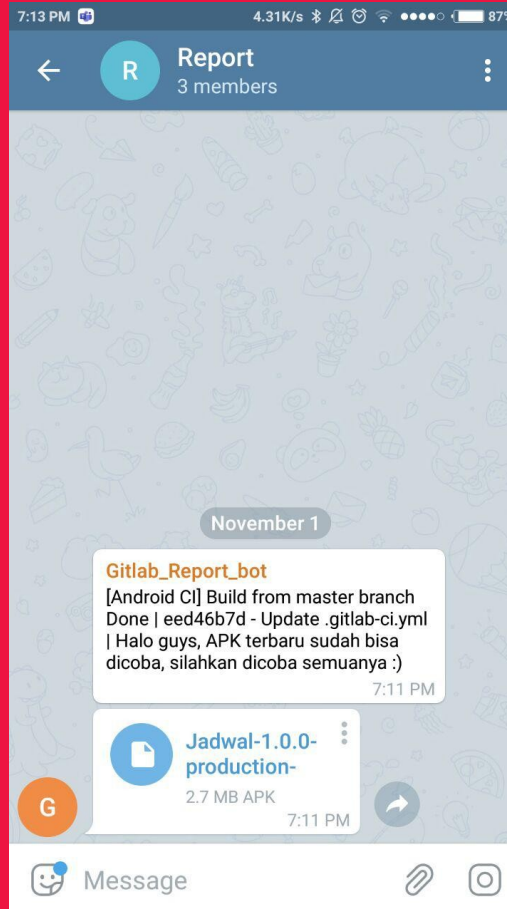 7:13 PM
4.31K/s
87%
R
Report
3 members
November 1
Gitlab_Report_bot
[Android CI] Build from master branch
Done | eed46b7d - Update .gitlab-ci.yml
| Halo guys, APK terbaru sudah bisa
dicoba, silahkan dicoba semuanya :)
7:11 PM
Jadwal-1.0.0-
production-
2.7 MB APK
7:11 PM
G
Message